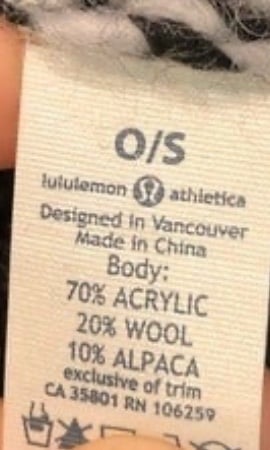 O/S
lululemon athletica
Designed in Vancouver
Made in China
Body:
70% ACRYLIC
20% WOOL
10% ALPACA
exclusive of trim
CA 35801 RN 106259